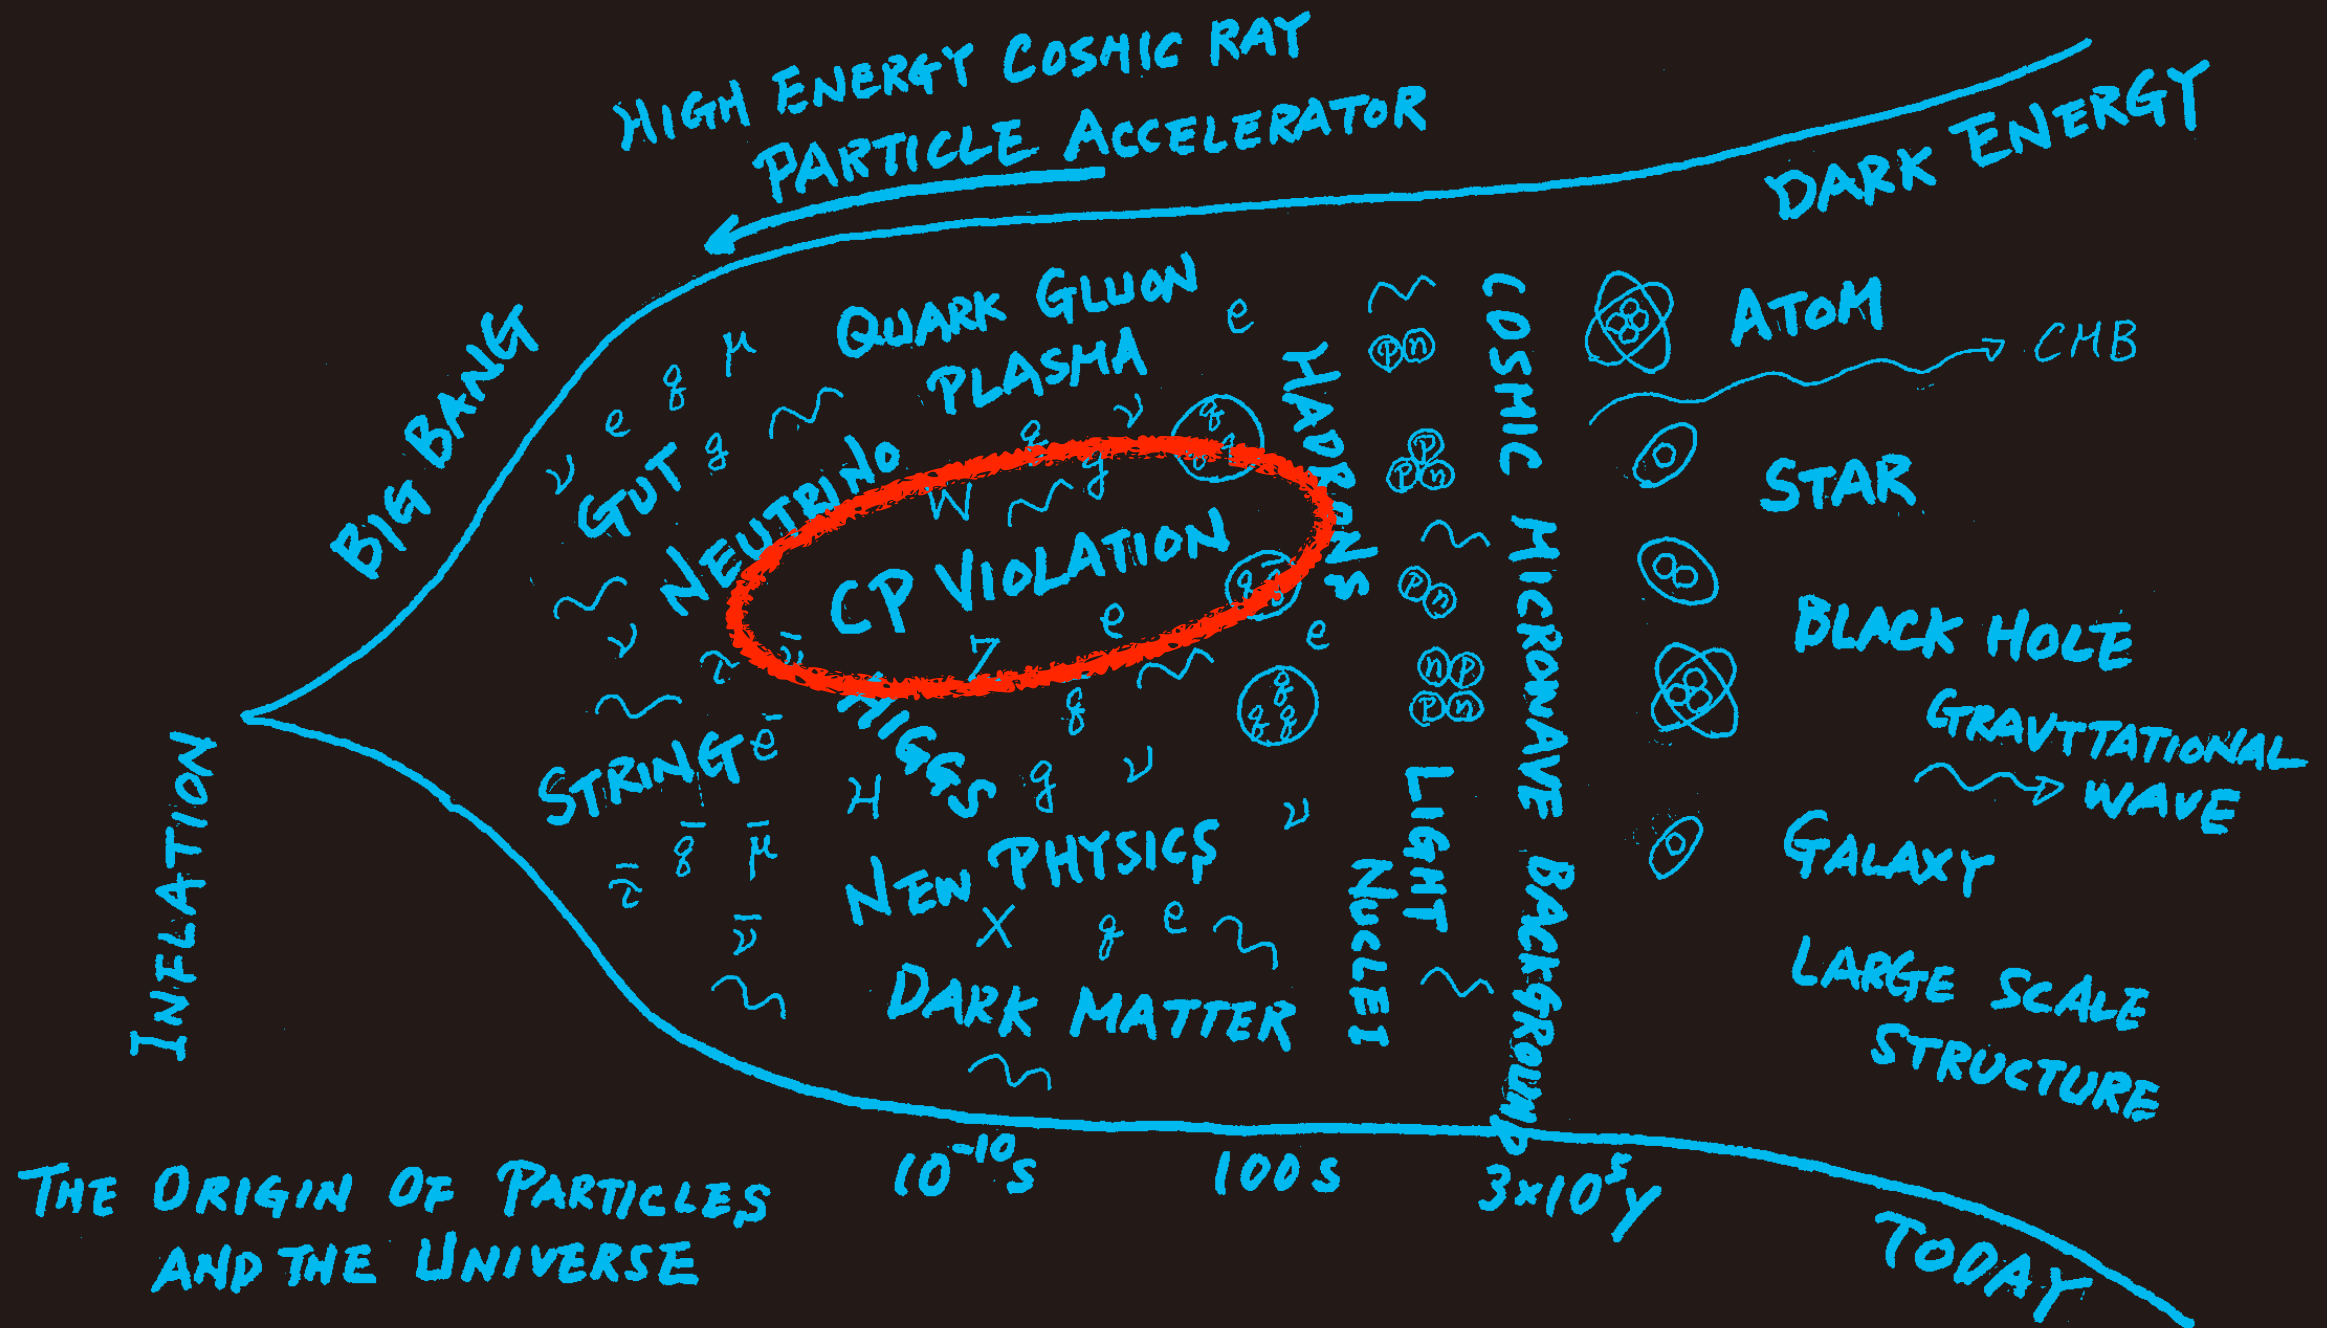 HIGH ENERGY COSMIC RAY
PARTICLE ACCELERATOR
DARK ENERGY
BIG BANG
INFLATION
ν e q μ
GUT g
QUARK GLUON
PLASMA
NEUTRINO
q ν
g
W
CP VIOLATION
Z e
ν
STRING
ē
HIGGS
q
H g ν
q̄ μ̄
ν̄
NEW PHYSICS
X q e
DARK MATTER
e
HADRONS
q q̄
e
q
q q
ν
p n
p
p n
p n
n p
p n
LIGHT
NUCLEI
COSMIC MICROWAVE BACKGROUND
ATOM
CMB
STAR
BLACK HOLE
GRAVITATIONAL
WAVE
GALAXY
LARGE SCALE
STRUCTURE
10⁻¹⁰s
100s
3×10⁵y
TODAY
THE ORIGIN OF PARTICLES
AND THE UNIVERSE